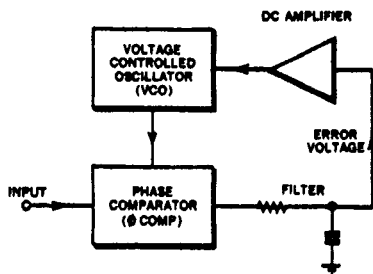 DC AMPLIFIER
VOLTAGE
CONTROLLED
OSCILLATOR
(VCO)
ERROR
VOLTAGE
INPUT
PHASE
COMPARATOR
(Ø COMP)
FILTER